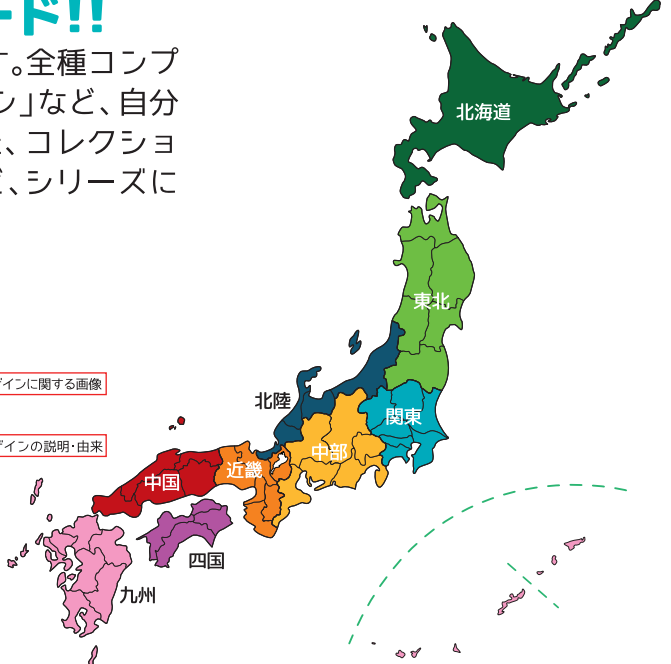 ード!!
す。全種コンプ
ン」など、自分
、コレクショ
、シリーズに
北海道
東北
北陸
関東
中部
近畿
中国
四国
九州
ザインに関する画像
ザインの説明・由来